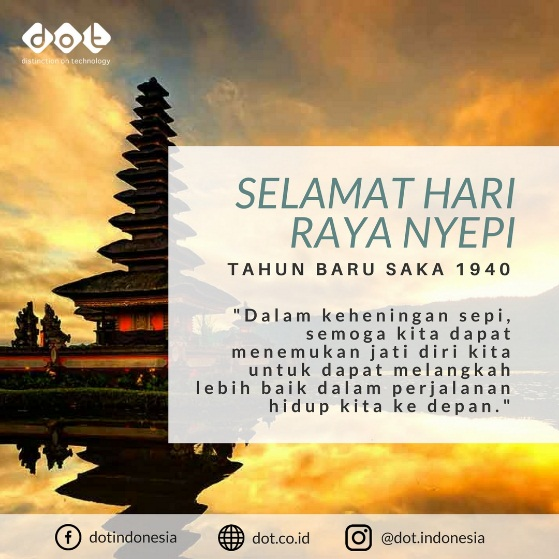 dot
distinction on technology
SELAMAT HARI
RAYA NYEPI
TAHUN BARU SAKA 1940
"Dalam keheningan sepi,
semoga kita dapat
menemukan jati diri kita
untuk dapat melangkah
lebih baik dalam perjalanan
hidup kita ke depan."
dotindonesia
dot.co.id
@dot.indonesia